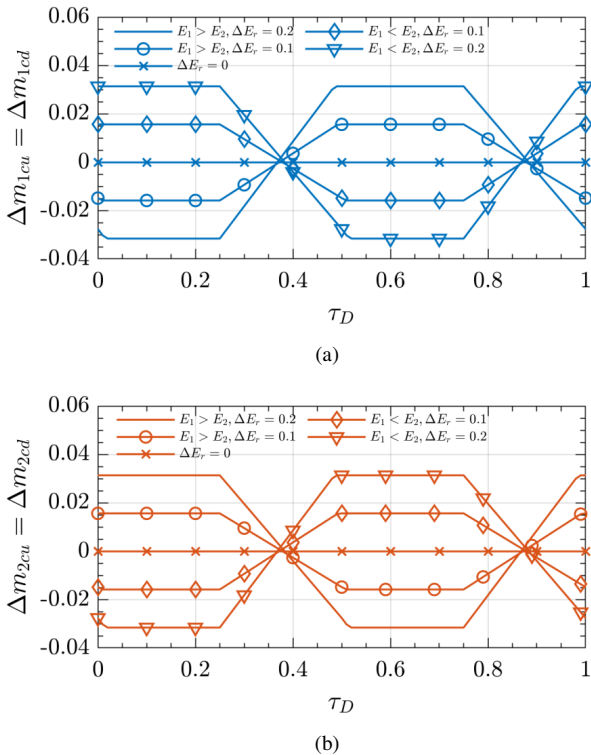 E₁ > E₂, ΔEᵣ = 0.2 E₁ < E₂, ΔEᵣ = 0.1
E₁ > E₂, ΔEᵣ = 0.1 E₁ < E₂, ΔEᵣ = 0.2
ΔEᵣ = 0
0.06
0.04
0.02
0
-0.02
-0.04
Δm₁cu = Δm₁cd
0 0.2 0.4 0.6 0.8 1
τ_D
(a)
E₁ > E₂, ΔEᵣ = 0.2 E₁ < E₂, ΔEᵣ = 0.1
E₁ > E₂, ΔEᵣ = 0.1 E₁ < E₂, ΔEᵣ = 0.2
ΔEᵣ = 0
0.06
0.04
0.02
0
-0.02
-0.04
Δm₂cu = Δm₂cd
0 0.2 0.4 0.6 0.8 1
τ_D
(b)